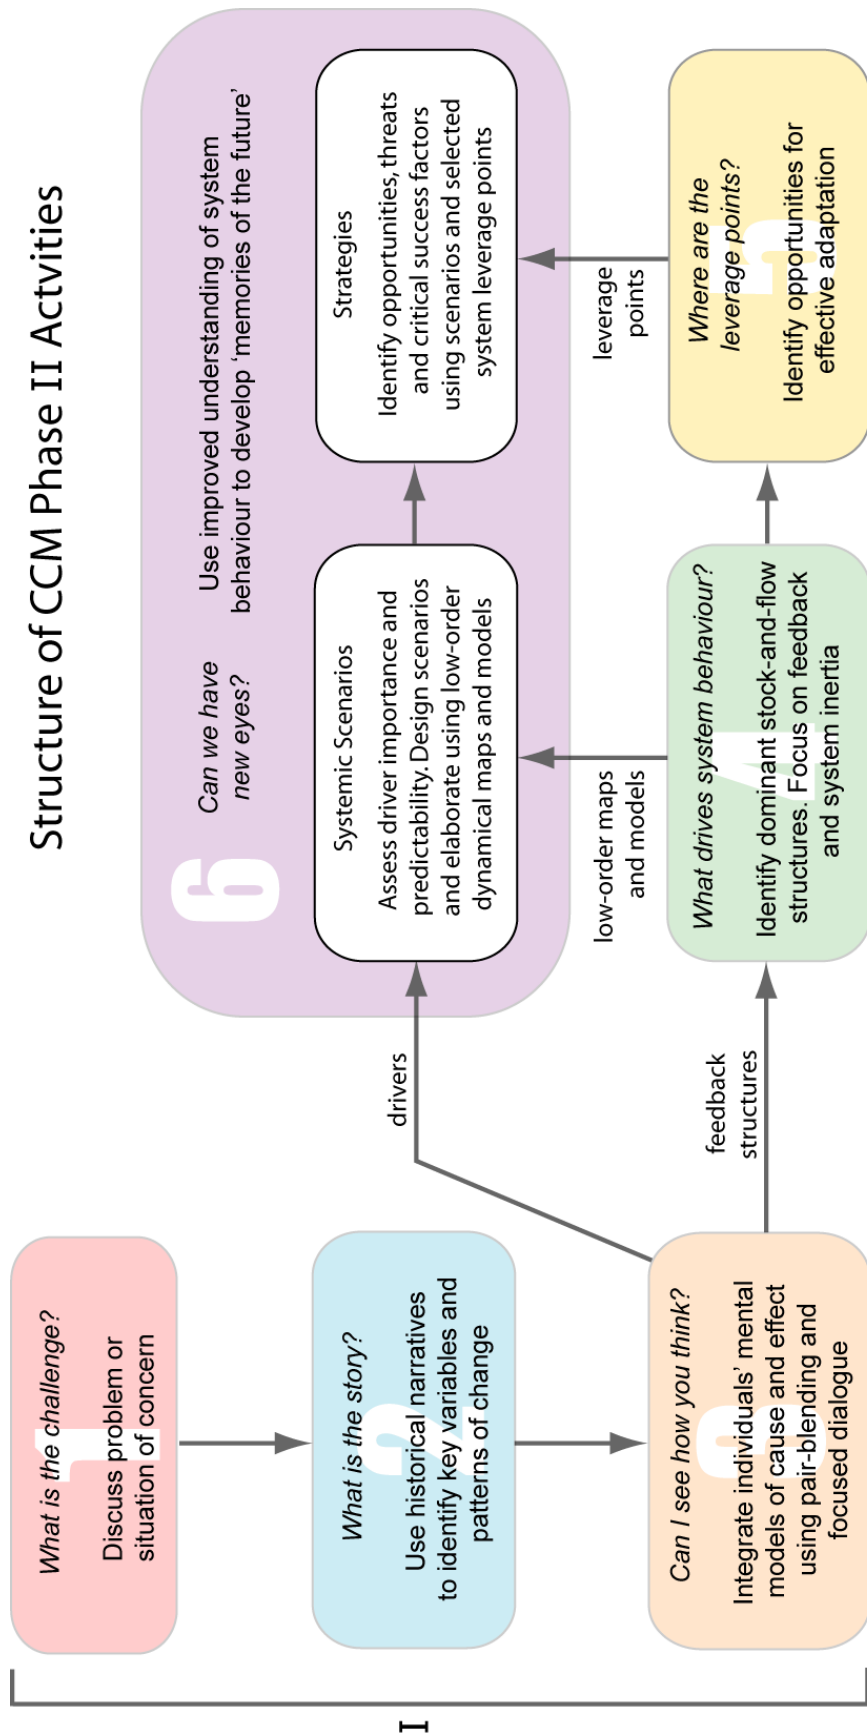 Structure of CCM Phase II Actvities
I
1
What is the challenge?
Discuss problem or
situation of concern
2
What is the story?
Use historical narratives
to identify key variables and
patterns of change
3
Can I see how you think?
Integrate individuals’ mental
models of cause and effect
using pair-blending and
focused dialogue
drivers
feedback
structures
6
Can we have
new eyes?
Use improved understanding of system
behaviour to develop ‘memories of the future’
Systemic Scenarios
Assess driver importance and
predictability. Design scenarios
and elaborate using low-order
dynamical maps and models
Strategies
Identify opportunities, threats
and critical success factors
using scenarios and selected
system leverage points
low-order maps
and models
leverage
points
4
What drives system behaviour?
Identify dominant stock-and-flow
structures. Focus on feedback
and system inertia
5
Where are the
leverage points?
Identify opportunities for
effective adaptation